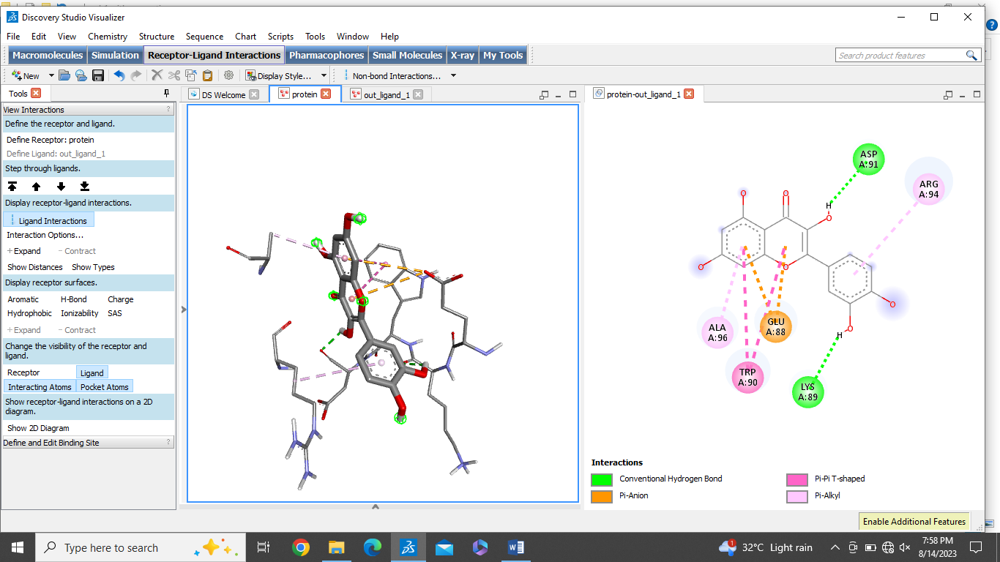 Discovery Studio Visualizer
File Edit View Chemistry Structure Sequence Chart Scripts Tools Window Help
Macromolecules Simulation Receptor-Ligand Interactions Pharmacophores Small Molecules X-ray My Tools
Search product features
New Display Style... Non-bond Interactions...
Tools
DS Welcome protein out_ligand_1
protein-out_ligand_1
View Interactions ?
Define the receptor and ligand.
Define Receptor: protein
Define Ligand: out_ligand_1
Step through ligands.
Display receptor-ligand interactions.
Ligand Interactions
Interaction Options...
+ Expand − Contract
Show Distances Show Types
Display receptor surfaces.
Aromatic H-Bond Charge
Hydrophobic Ionizability SAS
+ Expand − Contract
Change the visibility of the receptor and
ligand.
Receptor Ligand
Interacting Atoms Pocket Atoms
Show receptor-ligand interactions on a 2D
diagram.
Show 2D Diagram
Define and Edit Binding Site ?
ASP
A:91
ARG
A:94
O O
H
O
O O
O
O
H
GLU
A:88
ALA
A:96
TRP
A:90
LYS
A:89
Interactions
Conventional Hydrogen Bond
Pi-Anion
Pi-Pi T-shaped
Pi-Alkyl
Enable Additional Features
Type here to search
1
32°C Light rain
7:58 PM
8/14/2023